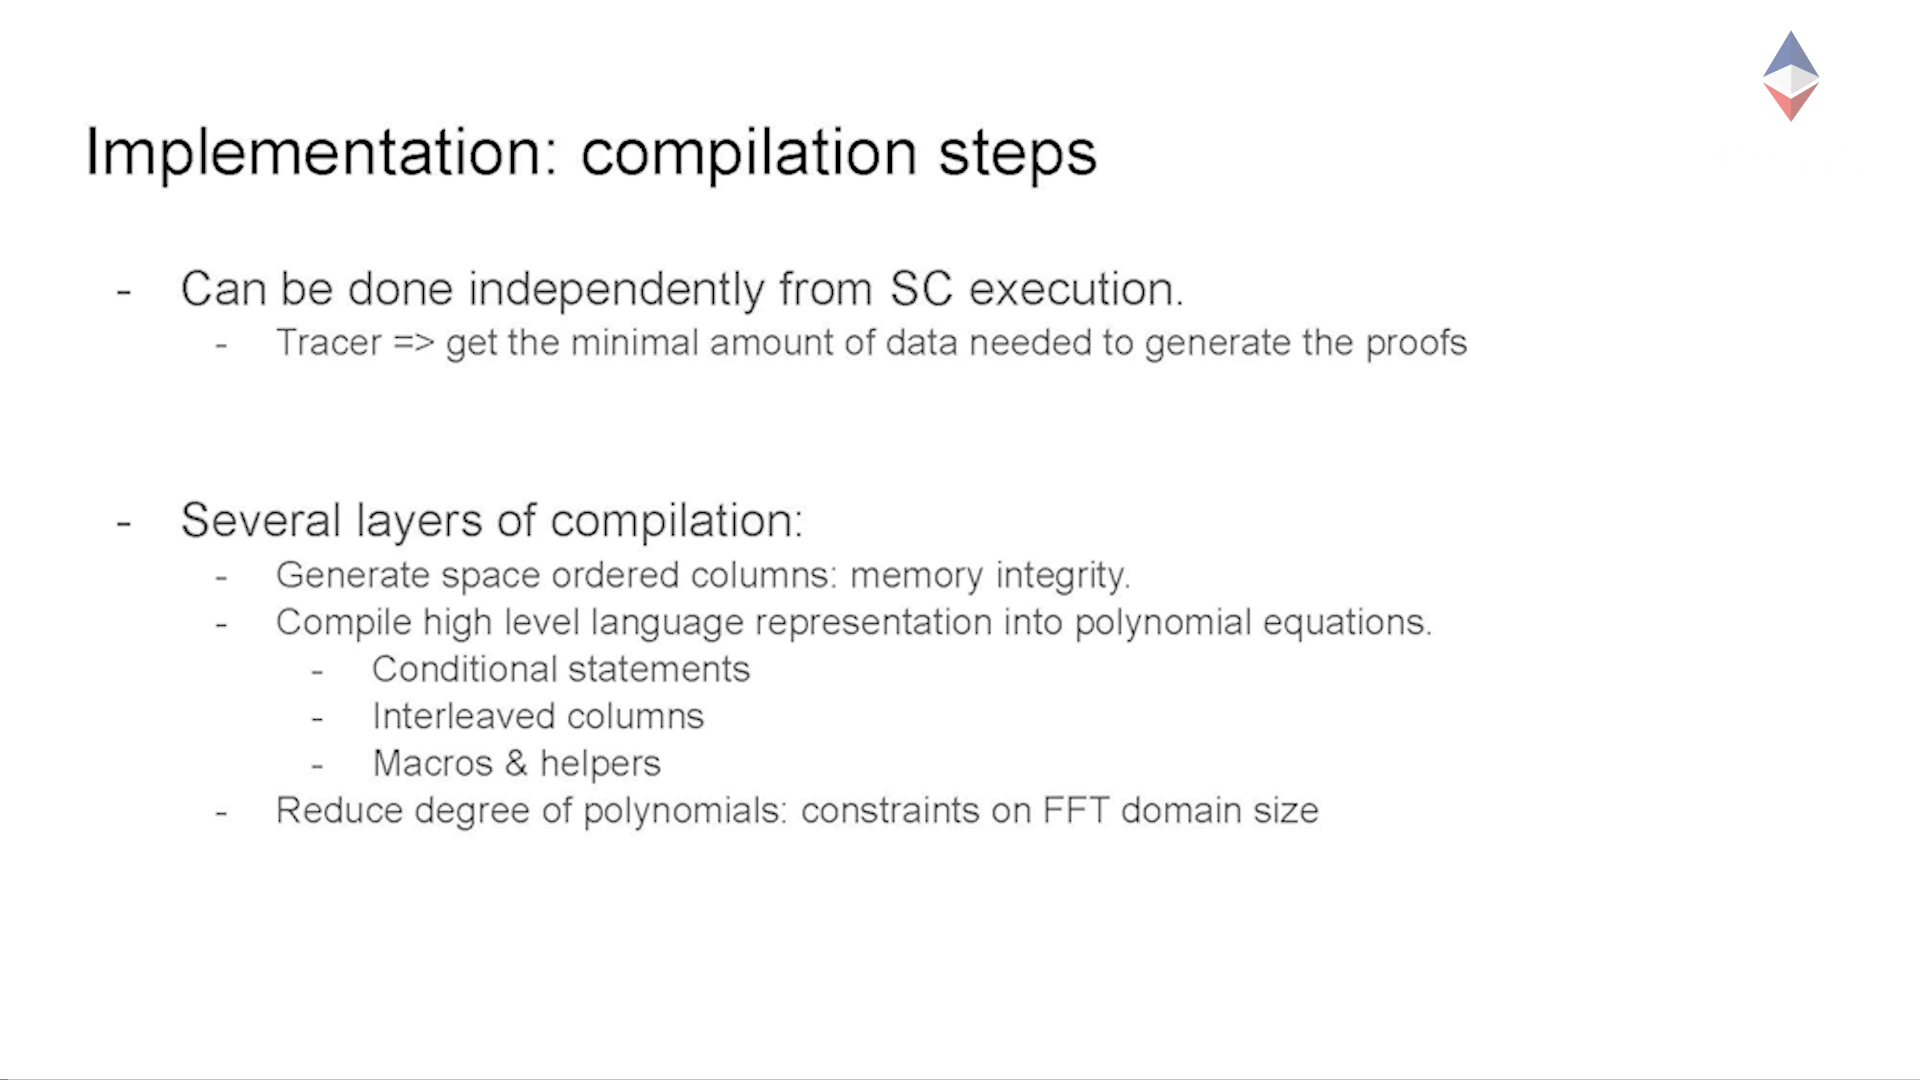 Implementation: compilation steps
- Can be done independently from SC execution.
- Tracer => get the minimal amount of data needed to generate the proofs
- Several layers of compilation:
- Generate space ordered columns: memory integrity.
- Compile high level language representation into polynomial equations.
- Conditional statements
- Interleaved columns
- Macros & helpers
- Reduce degree of polynomials: constraints on FFT domain size